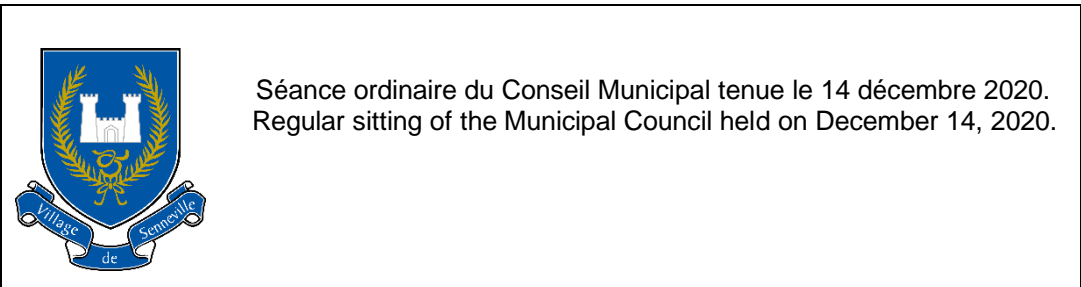 Séance ordinaire du Conseil Municipal tenue le 14 décembre 2020.
Regular sitting of the Municipal Council held on December 14, 2020.
Village
de
Senneville